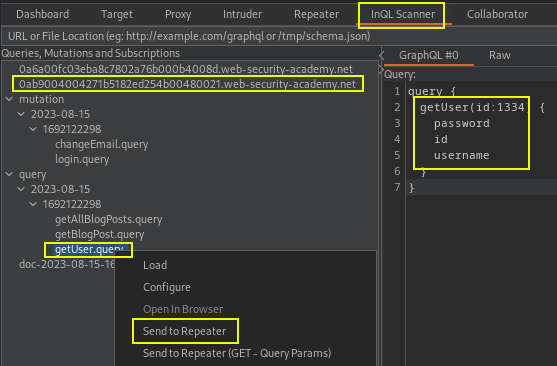 Dashboard Target Proxy Intruder Repeater InQL Scanner Collaborator
URL or File Location (eg: http://example.com/graphql or /tmp/schema.json)
Queries, Mutations and Subscriptions
0a6a00fc03eba8c7802a76b000b4008d.web-security-academy.net
0ab9004004271b5182ed254b00480021.web-security-academy.net
mutation
2023-08-15
1692122298
changeEmail.query
login.query
query
2023-08-15
1692122298
getAllBlogPosts.query
getBlogPost.query
getUser.query
doc-2023-08-15-16
Load
Configure
Open In Browser
Send to Repeater
Send to Repeater (GET - Query Params)
GraphQL #0 Raw
Query:
1 query {
2 getUser(id:1334) {
3 password
4 id
5 username
6 }
7 }